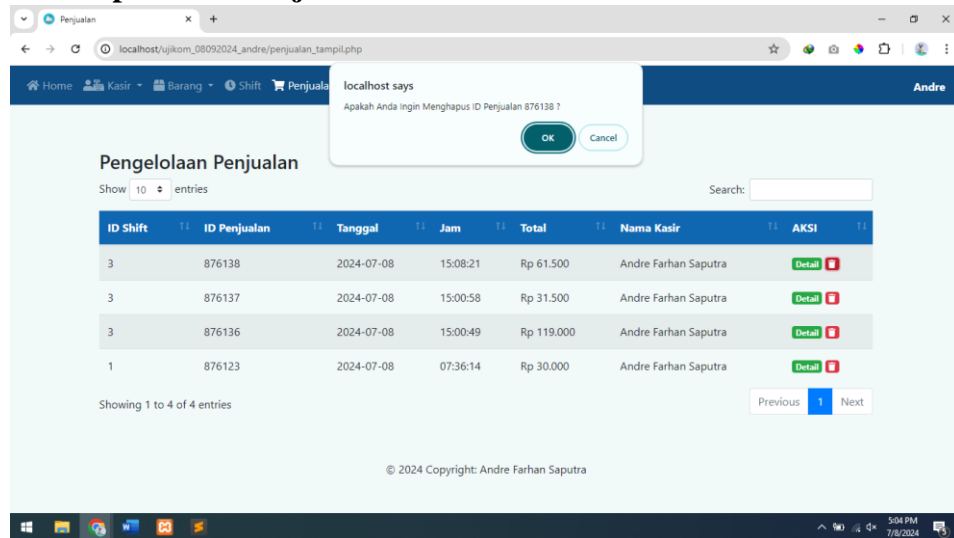 Penjualan
localhost/ujikom_08092024_andre/penjualan_tampil.php
Home Kasir Barang Shift Penjuala Andre
localhost says
Apakah Anda Ingin Menghapus ID Penjualan 876138 ?
OK Cancel
Pengelolaan Penjualan
Show 10 entries Search:
ID Shift ID Penjualan Tanggal Jam Total Nama Kasir AKSI
3 876138 2024-07-08 15:08:21 Rp 61.500 Andre Farhan Saputra Detail
3 876137 2024-07-08 15:00:58 Rp 31.500 Andre Farhan Saputra Detail
3 876136 2024-07-08 15:00:49 Rp 119.000 Andre Farhan Saputra Detail
1 876123 2024-07-08 07:36:14 Rp 30.000 Andre Farhan Saputra Detail
Showing 1 to 4 of 4 entries Previous 1 Next
© 2024 Copyright: Andre Farhan Saputra
5:04 PM
7/8/2024